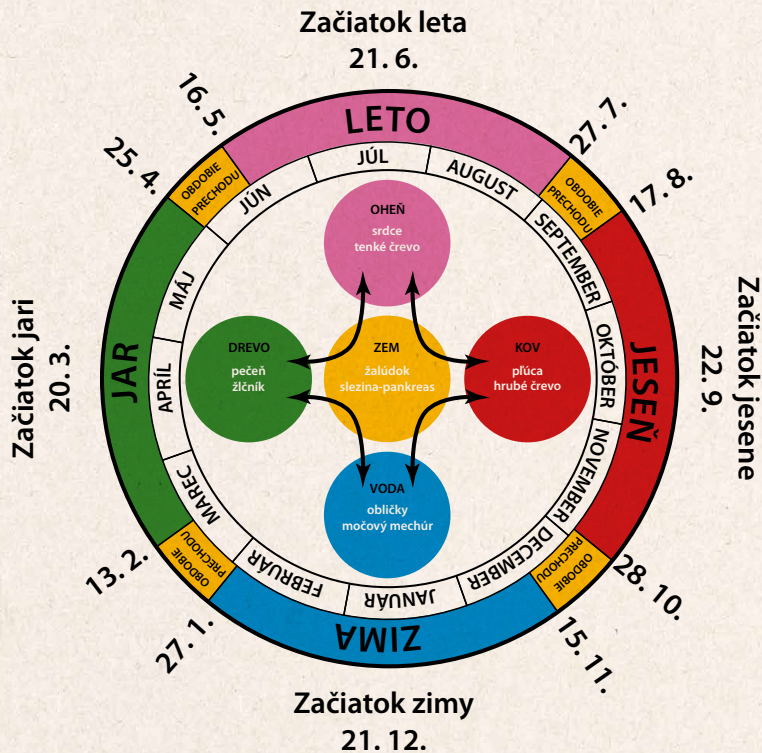 Začiatok leta
21. 6.
16. 5.
27. 7.
25. 4.
17. 8.
LETO
OBDOBIE
PRECHODU
OBDOBIE
PRECHODU
JÚN
JÚL
AUGUST
SEPTEMBER
OHEŇ
srdce
tenké črevo
Začiatok jari
20. 3.
JAR
MÁJ
APRÍL
MAREC
DREVO
pečeň
žlčník
ZEM
žalúdok
slezina-pankreas
KOV
pľúca
hrubé črevo
OKTÓBER
NOVEMBER
JESEŇ
Začiatok jesene
22. 9.
VODA
obličky
močový mechúr
DECEMBER
JANUÁR
FEBRUÁR
OBDOBIE
PRECHODU
OBDOBIE
PRECHODU
ZIMA
13. 2.
28. 10.
27. 1.
15. 11.
Začiatok zimy
21. 12.